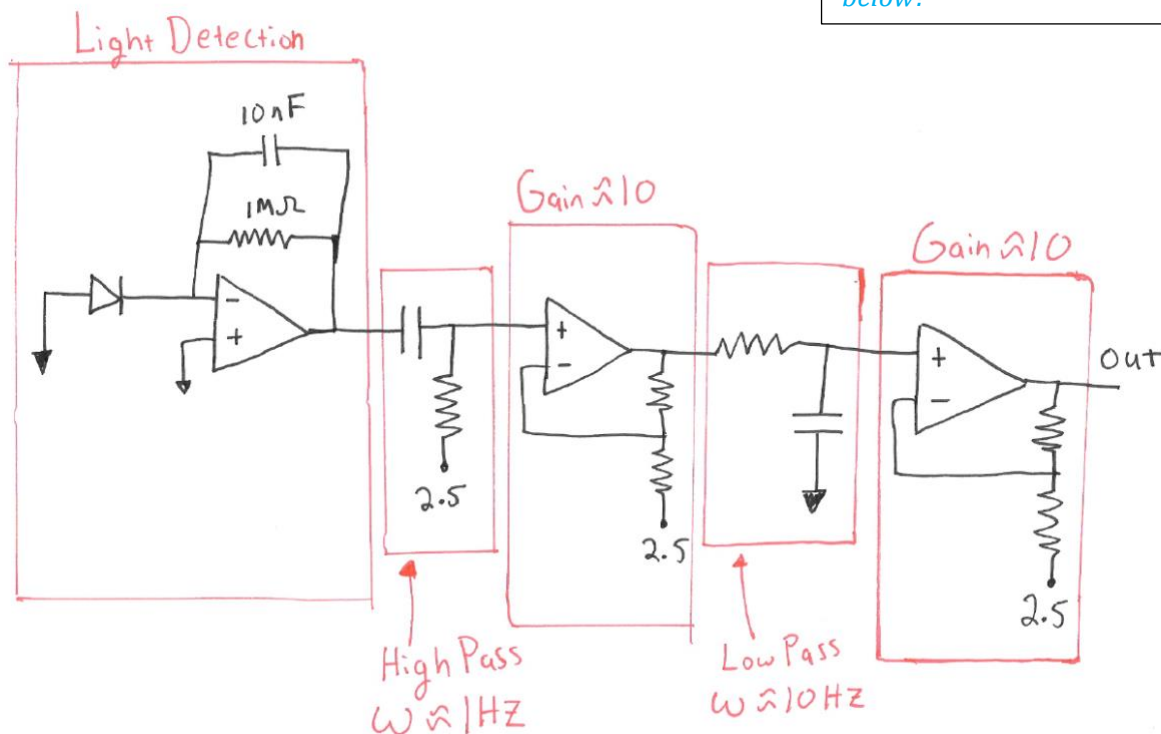 below:
Light Detection
10nF
1MΩ
-
+
Gain ≈ 10
+
-
Gain ≈ 10
+
-
out
2.5
2.5
2.5
High Pass
ω ≈ 1HZ
Low Pass
ω ≈ 10HZ